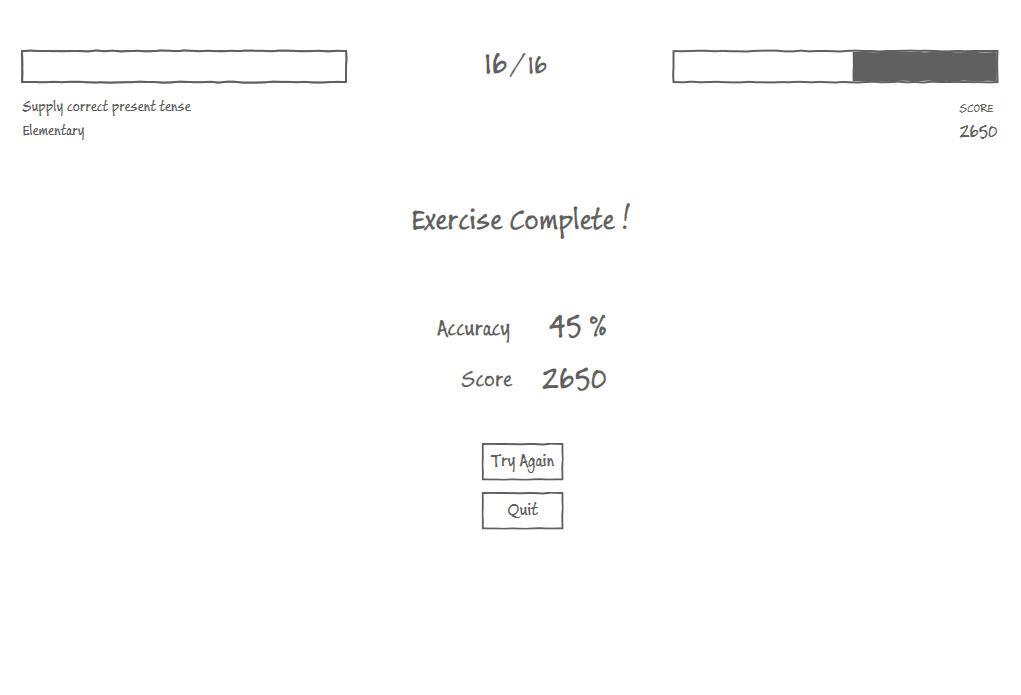 16/16
Supply correct present tense
Elementary
SCORE
2650
Exercise Complete !
Accuracy 45 %
Score 2650
Try Again
Quit